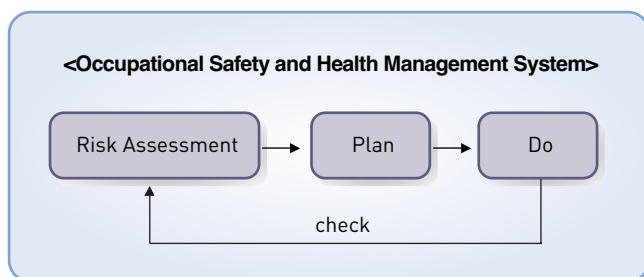 <Occupational Safety and Health Management System>
Risk Assessment
Plan
Do
check